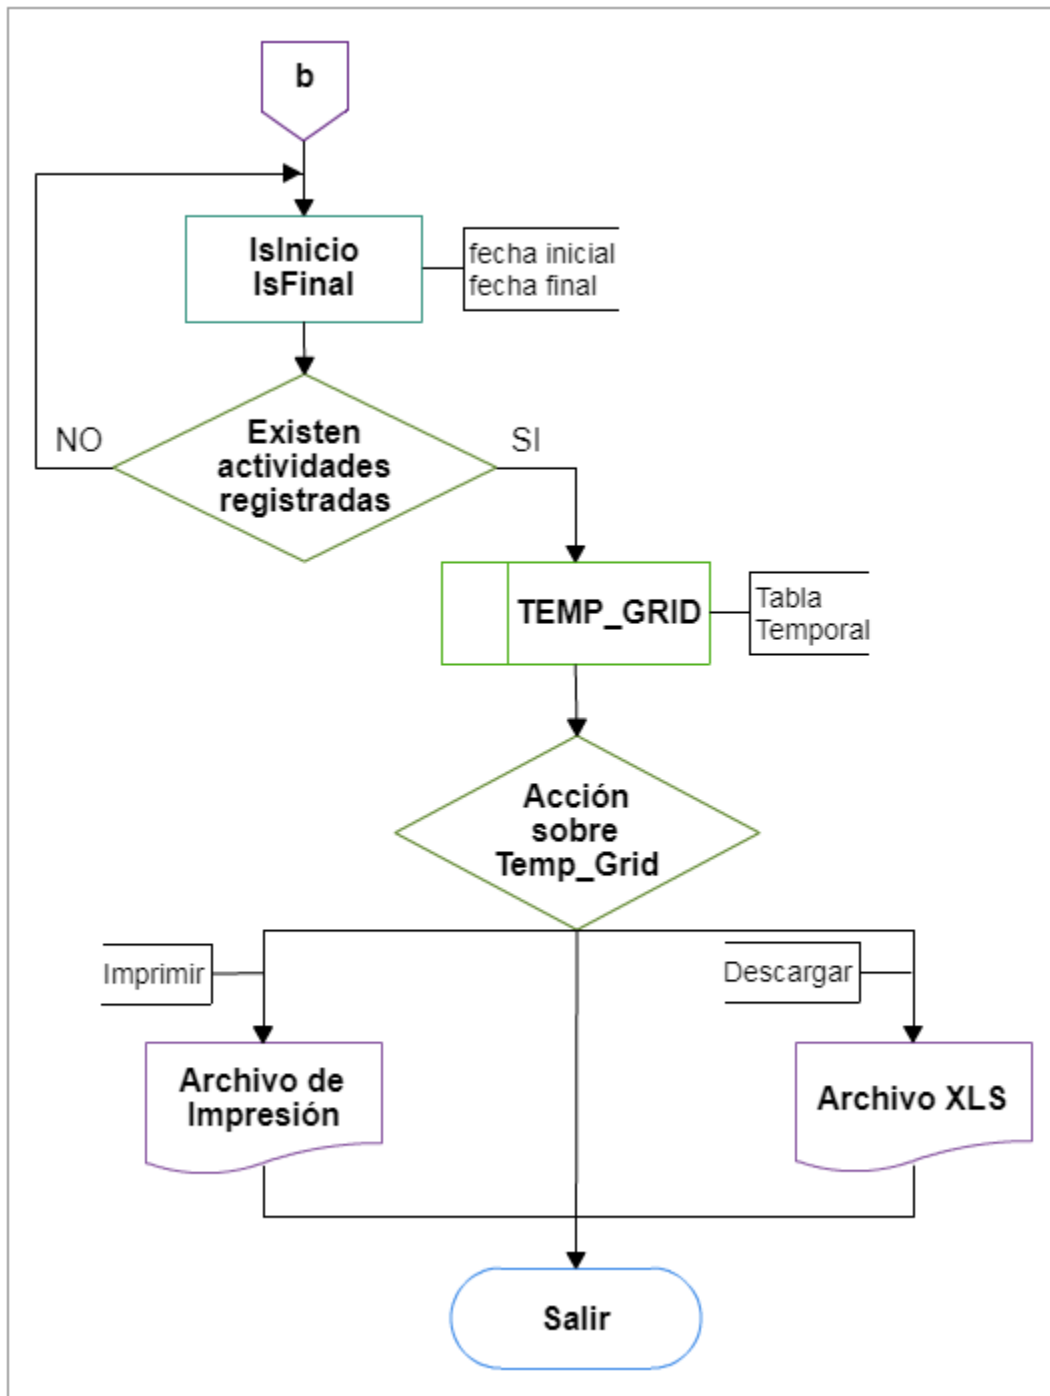 b
IsInicio
IsFinal
fecha inicial
fecha final
NO
Existen
actividades
registradas
SI
TEMP_GRID
Tabla
Temporal
Acción
sobre
Temp_Grid
Imprimir
Descargar
Archivo de
Impresión
Archivo XLS
Salir